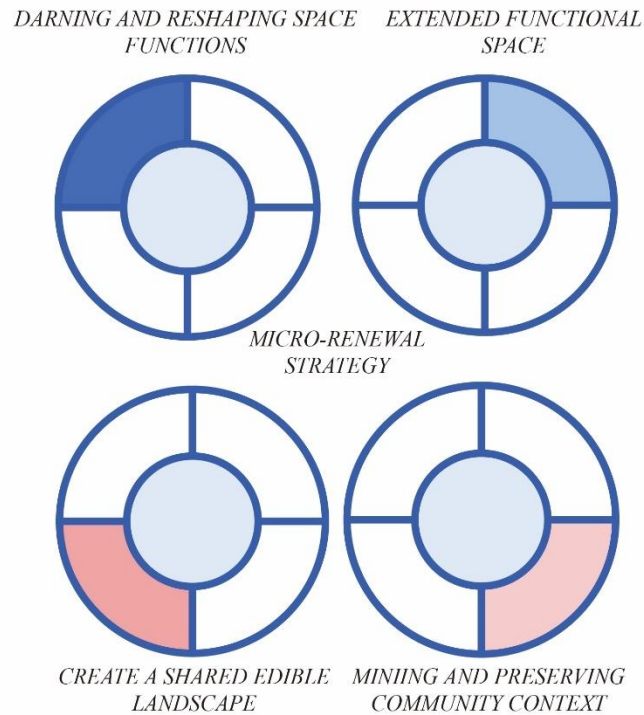 DARNING AND RESHAPING SPACE
FUNCTIONS
EXTENDED FUNCTIONAL
SPACE
MICRO-RENEWAL
STRATEGY
CREATE A SHARED EDIBLE
LANDSCAPE
MINIING AND PRESERVING
COMMUNITY CONTEXT